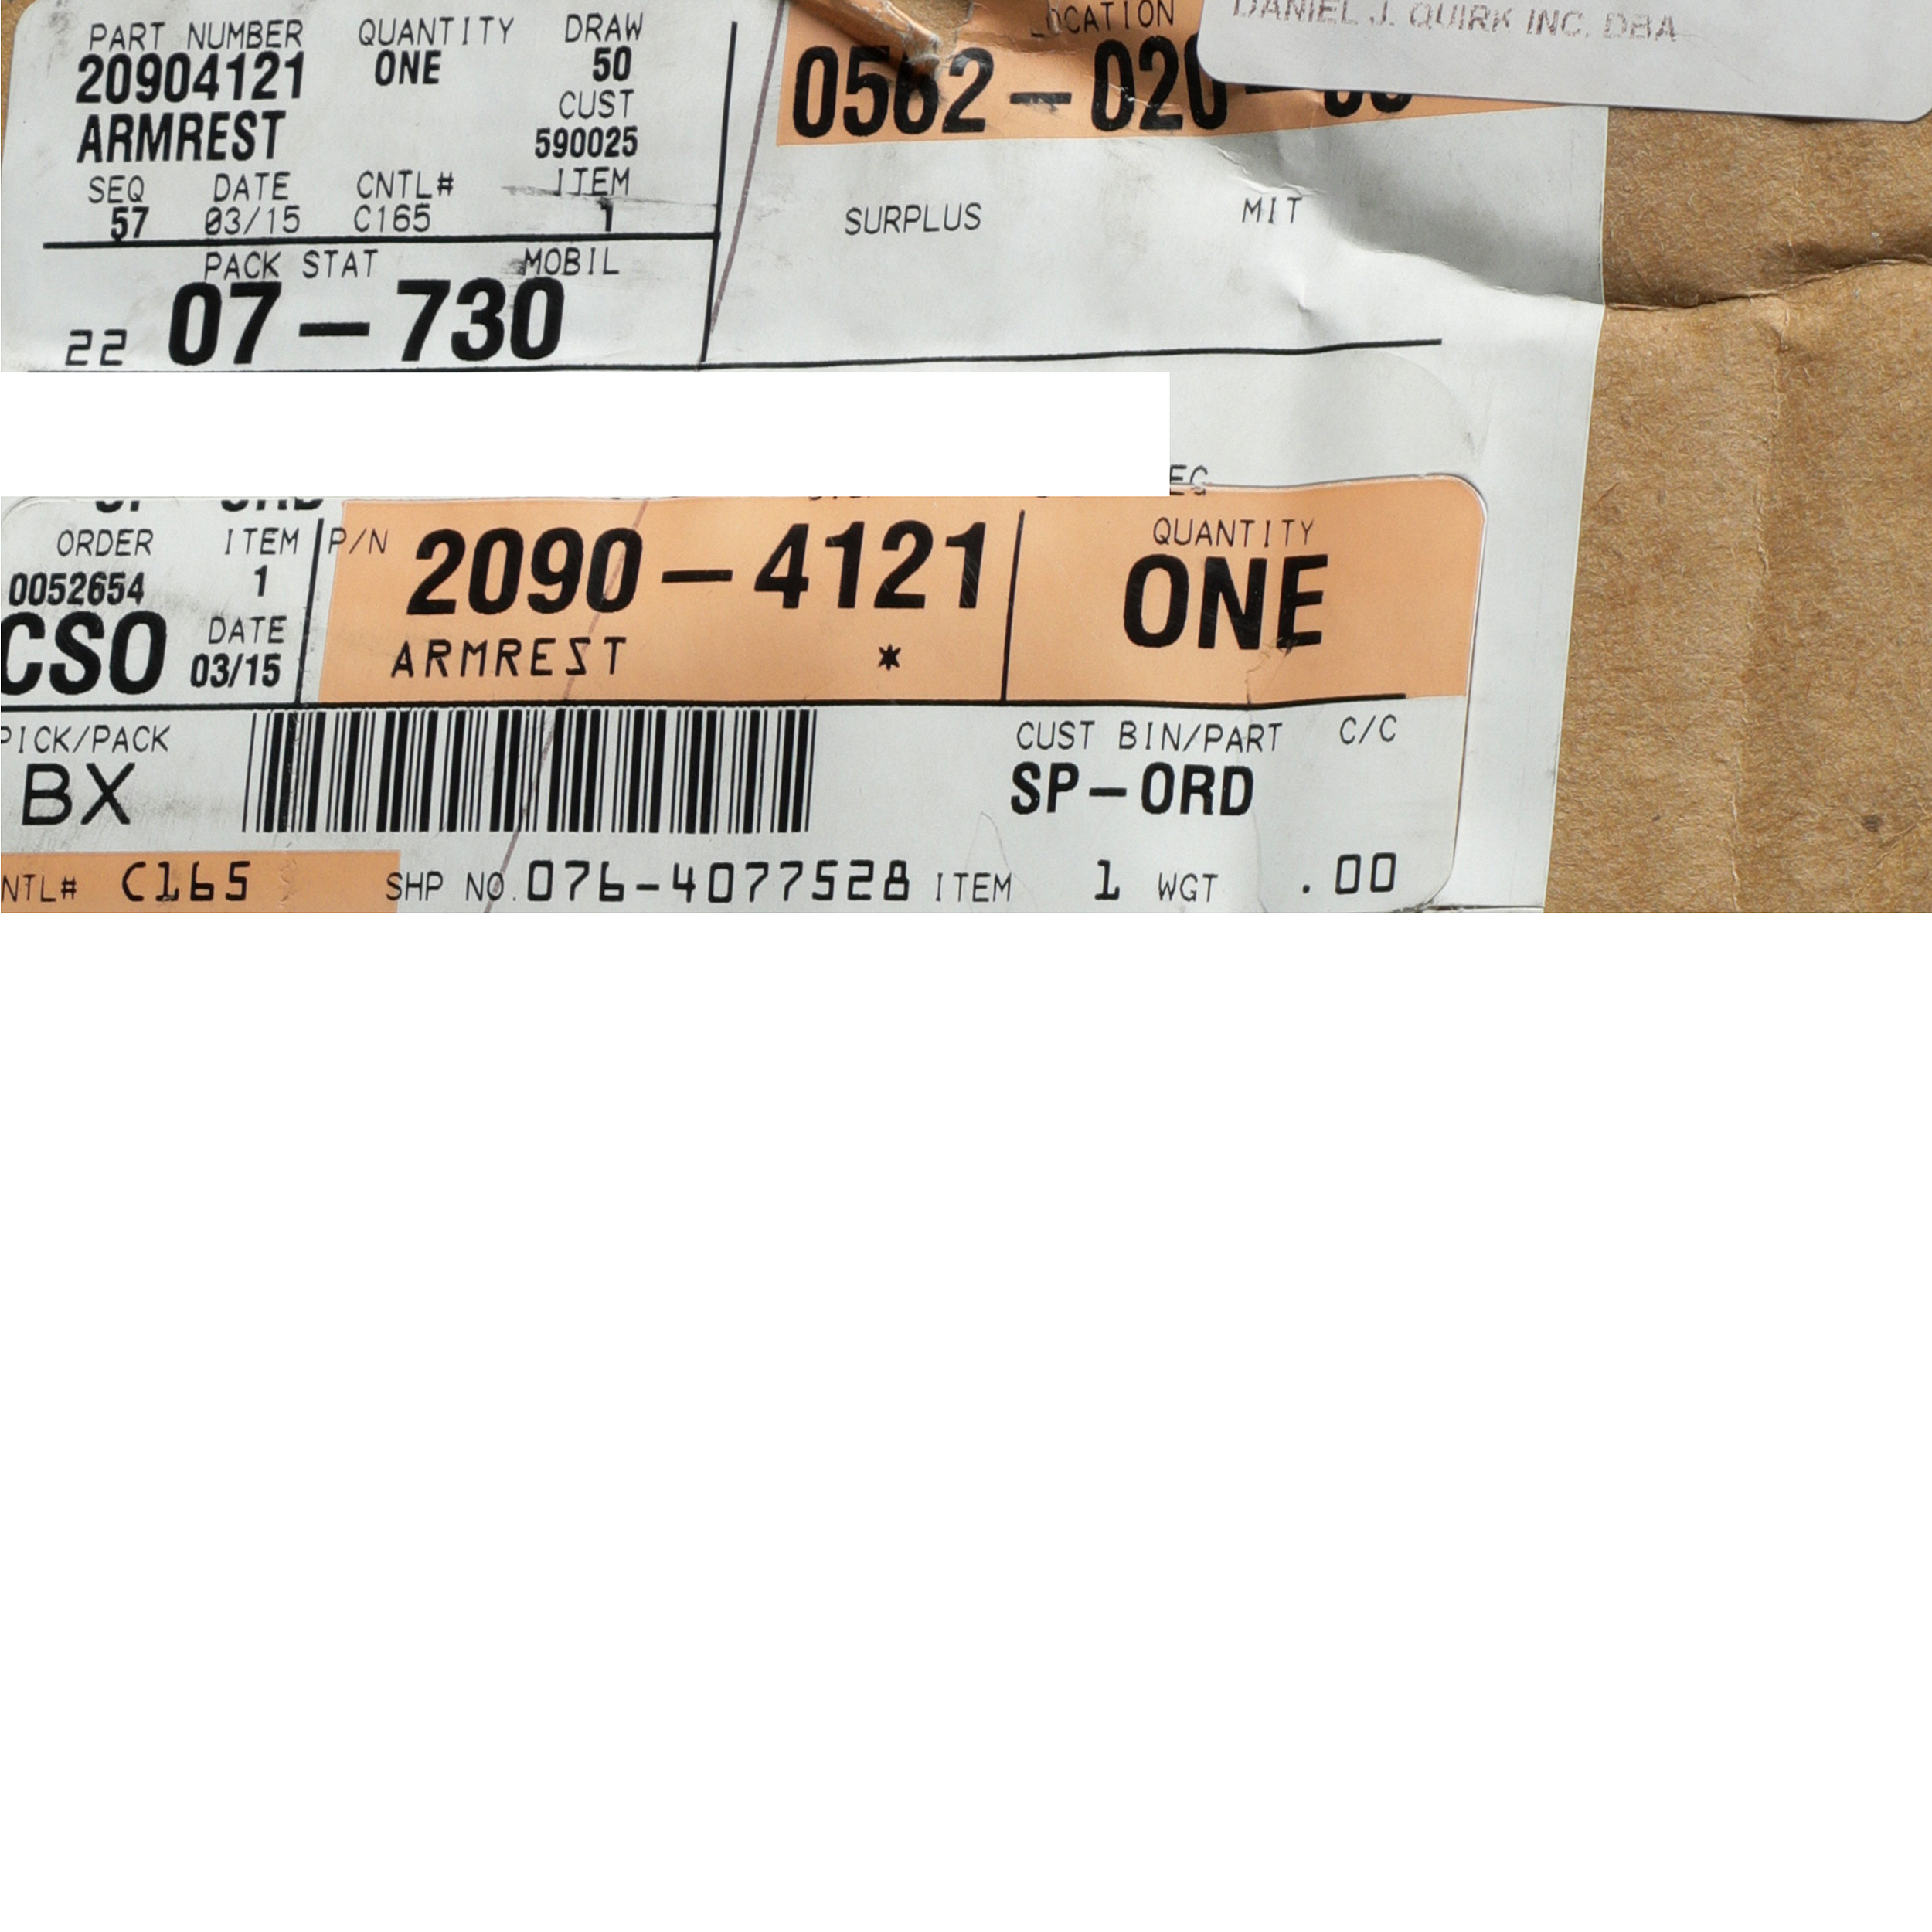 PART NUMBER QUANTITY DRAW
20904121 ONE 50
ARMREST CUST
590025
SEQ DATE CNTL# ITEM
57 03/15 C165 1
PACK STAT MOBIL
22 07-730
LOCATION
0562-020
DANIEL J. QUIRK INC. DBA
SURPLUS MIT
ORDER ITEM P/N 2090-4121 QUANTITY
0052654 1 ONE
CSO DATE ARMREST *
03/15
PICK/PACK CUST BIN/PART C/C
BX SP-ORD
NTL# C165 SHP NO. 076-4077528 ITEM 1 WGT .00